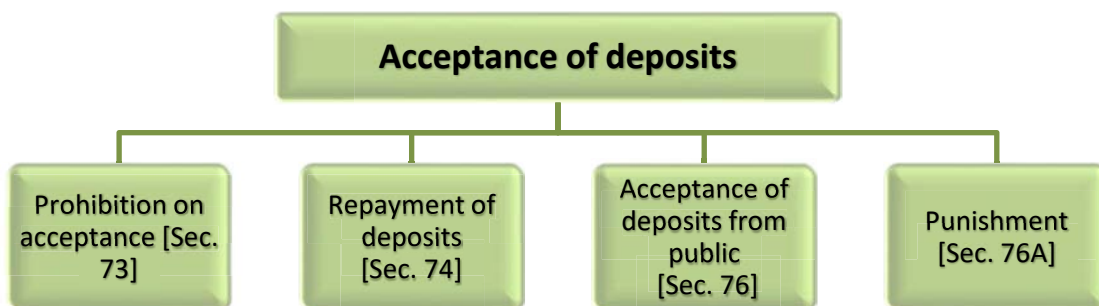 Acceptance of deposits
Prohibition on
acceptance [Sec.
73]
Repayment of
deposits
[Sec. 74]
Acceptance of
deposits from
public
[Sec. 76]
Punishment
[Sec. 76A]